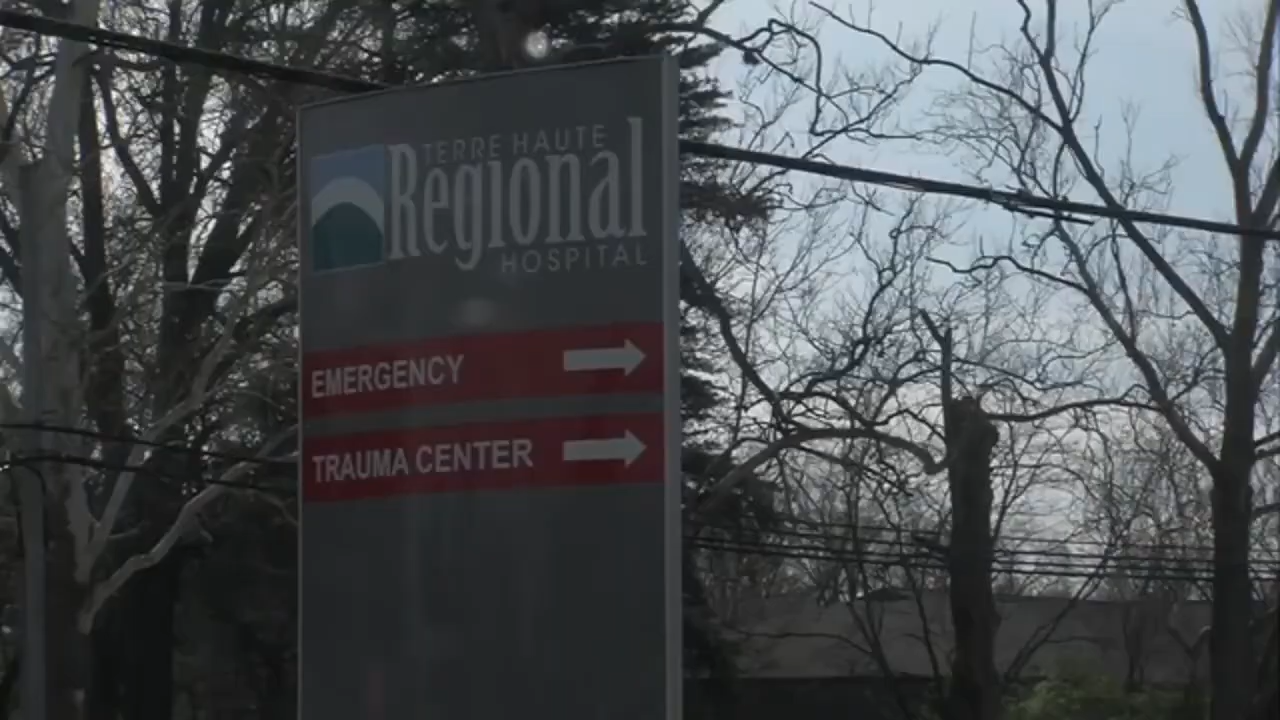 TERRE HAUTE
Regional
HOSPITAL
EMERGENCY
TRAUMA CENTER